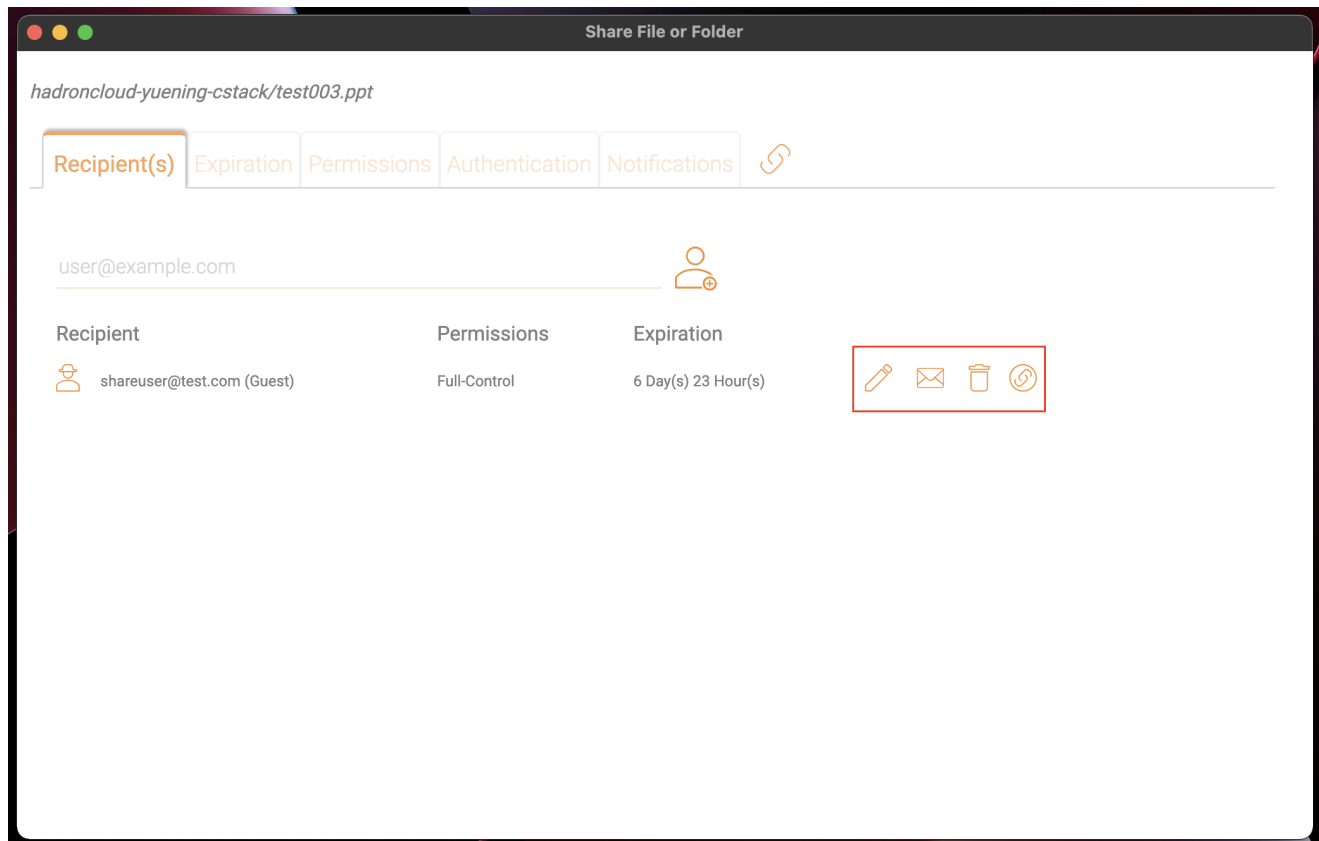 Share File or Folder
hadroncloud-yuening-cstack/test003.ppt
Recipient(s) Expiration Permissions Authentication Notifications
user@example.com
Recipient Permissions Expiration
shareuser@test.com (Guest) Full-Control 6 Day(s) 23 Hour(s)